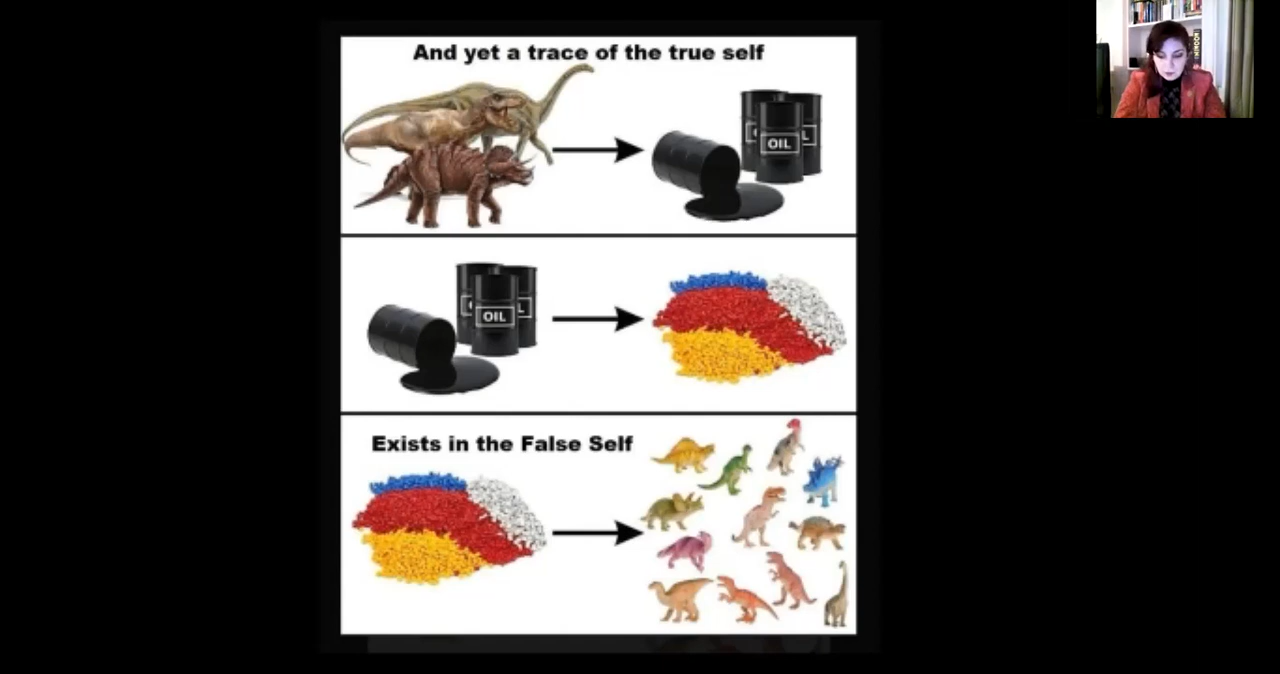 And yet a trace of the true self
OIL
L
OIL
L
Exists in the False Self